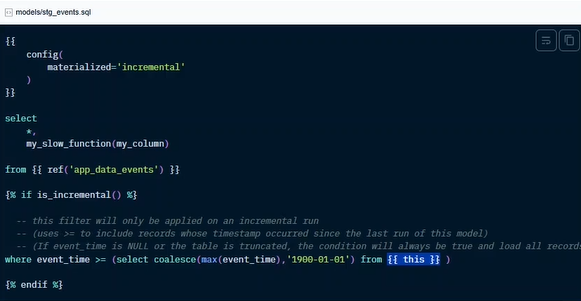 models/stg_events.sql
{{
config(
materialized='incremental'
)
}}
select
*,
my_slow_function(my_column)
from {{ ref('app_data_events') }}
{% if is_incremental() %}
-- this filter will only be applied on an incremental run
-- (uses >= to include records whose timestamp occurred since the last run of this model)
-- (If event_time is NULL or the table is truncated, the condition will always be true and load all records
where event_time >= (select coalesce(max(event_time),'1900-01-01') from {{ this }} )
{% endif %}